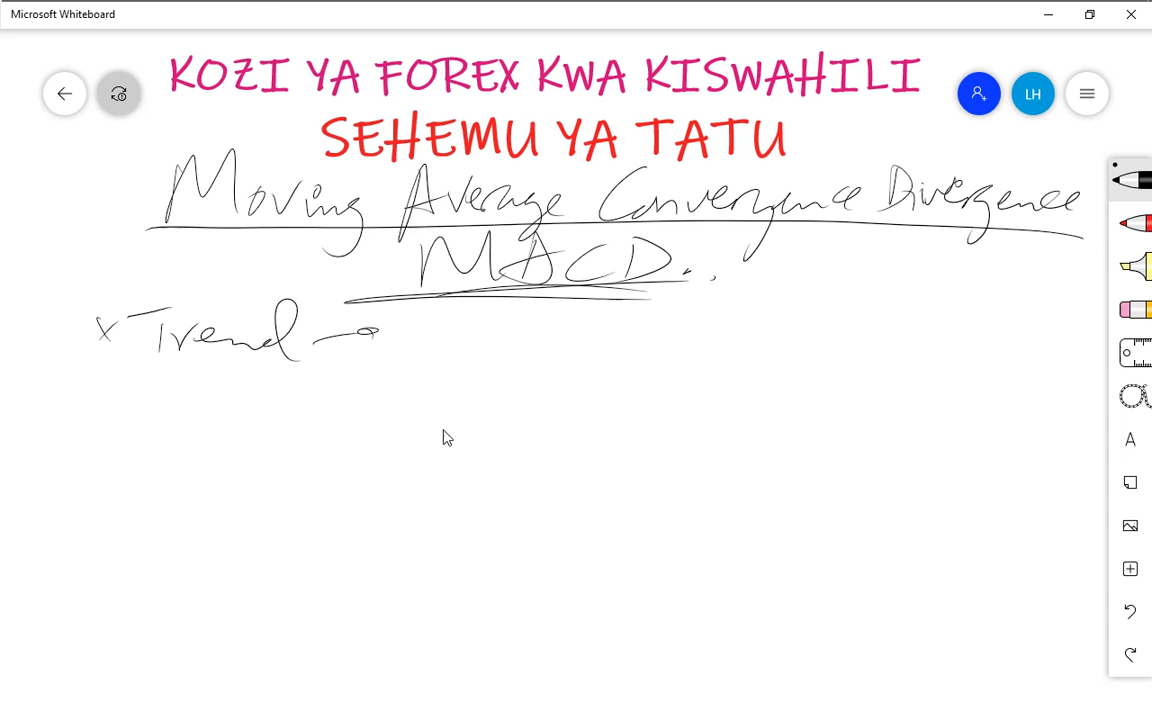 Microsoft Whiteboard
KOZI YA FOREX KWA KISWAHILI
LH
SEHEMU YA TATU
Moving Average Convergence Divergence
MACD...
x Trend →
A